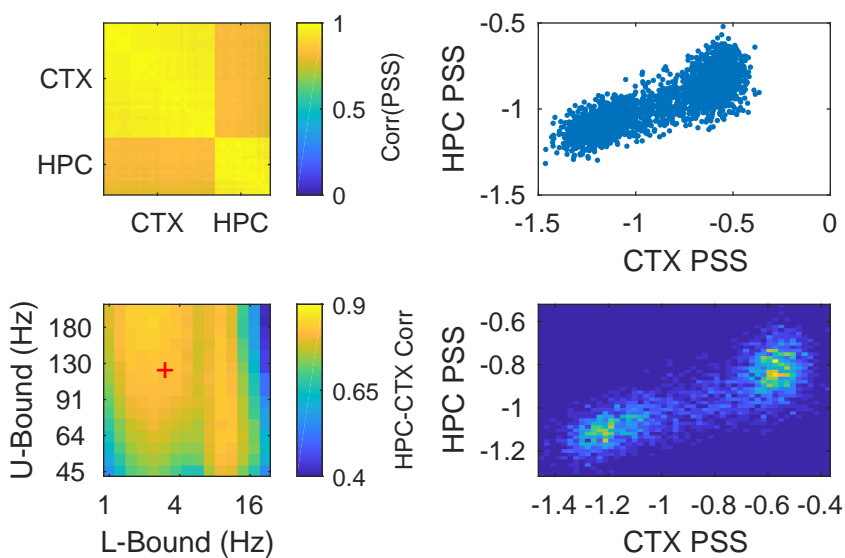 CTX
HPC
CTX HPC
1
0.5
0
Corr(PSS)
-0.5
-1
-1.5
HPC PSS
-1.5 -1 -0.5 0
CTX PSS
180
130
91
64
45
U-Bound (Hz)
1 4 16
L-Bound (Hz)
0.9
0.65
0.4
HPC-CTX Corr
-0.6
-0.8
-1
-1.2
HPC PSS
-1.4 -1.2 -1 -0.8 -0.6 -0.4
CTX PSS